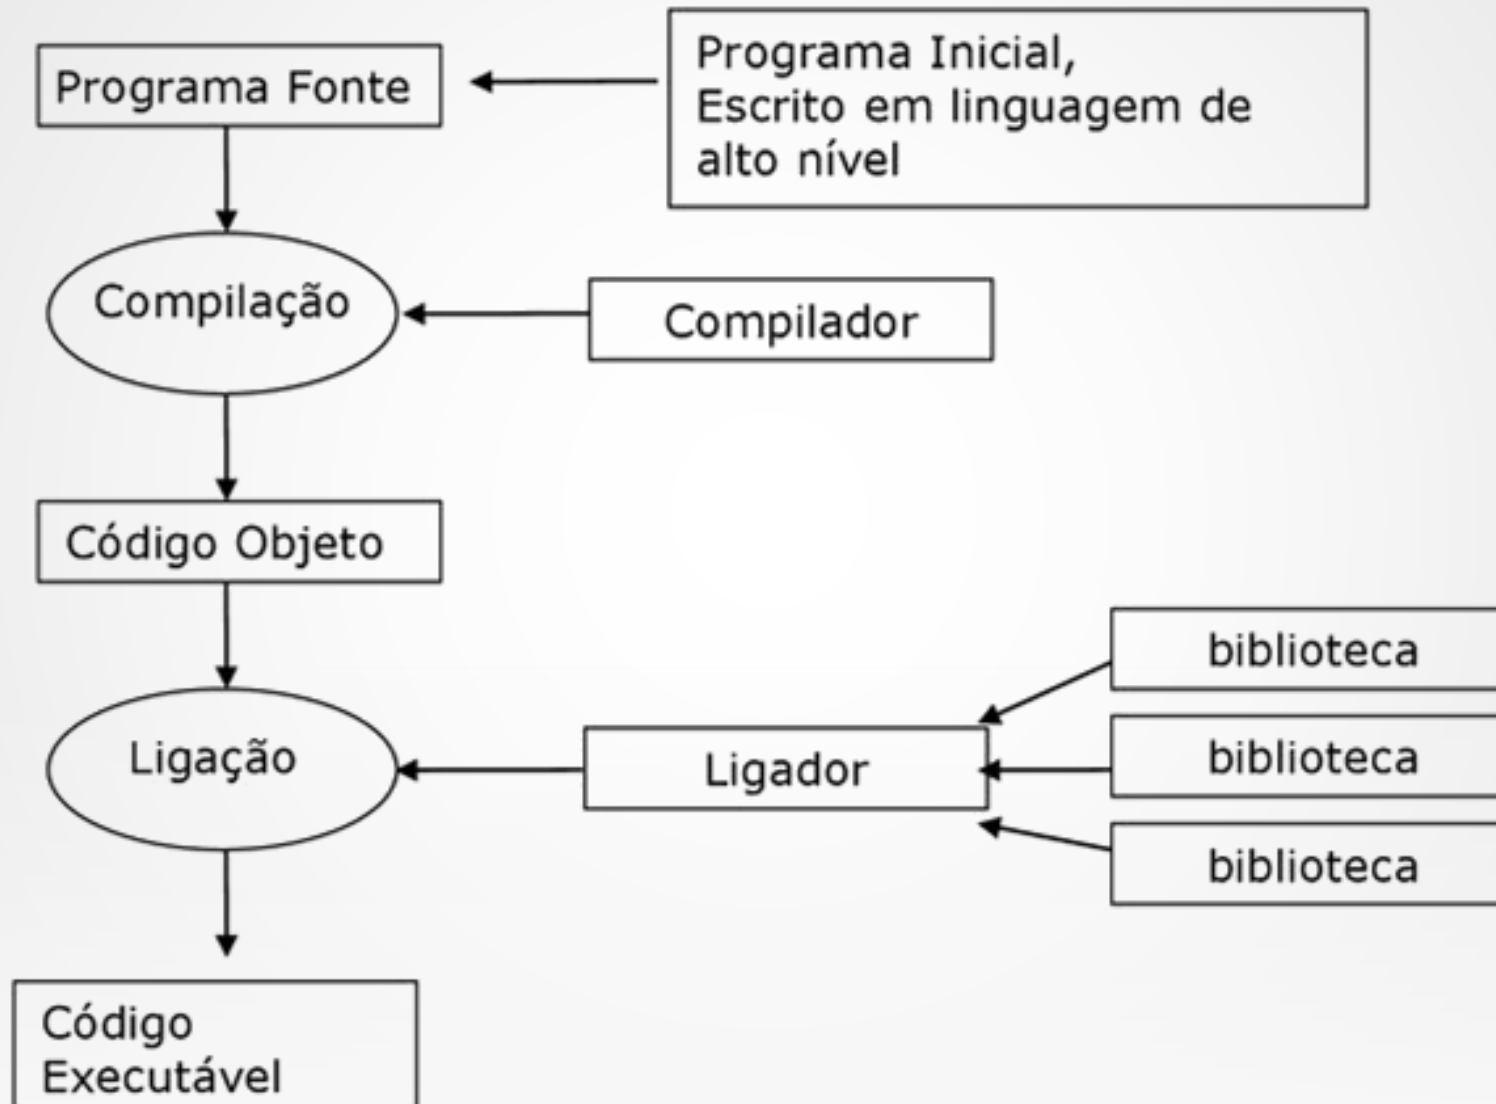 Programa Fonte
Programa Inicial,
Escrito em linguagem de
alto nível
Compilação
Compilador
Código Objeto
biblioteca
Ligação
Ligador
biblioteca
biblioteca
Código
Executável